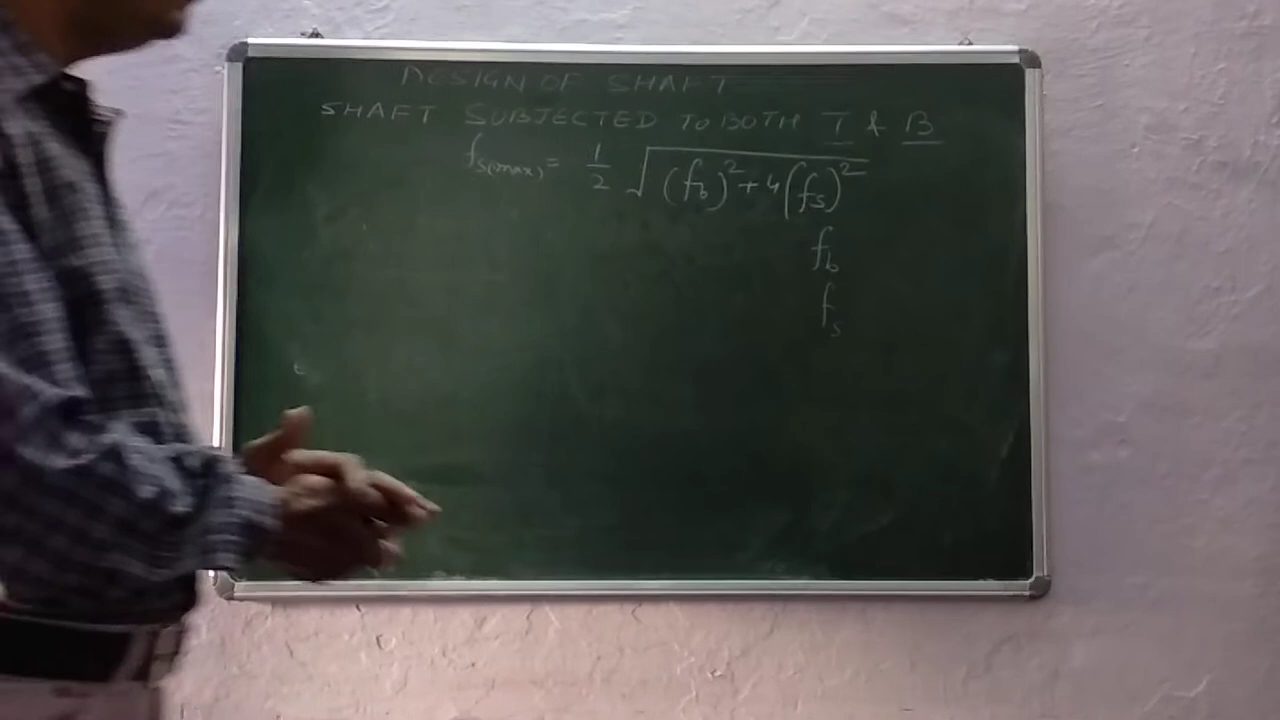 DESIGN OF SHAFT
SHAFT SUBJECTED TO BOTH T & B
fs(max) = 1/2 √((fb)² + 4(fs)²)
fb
fs